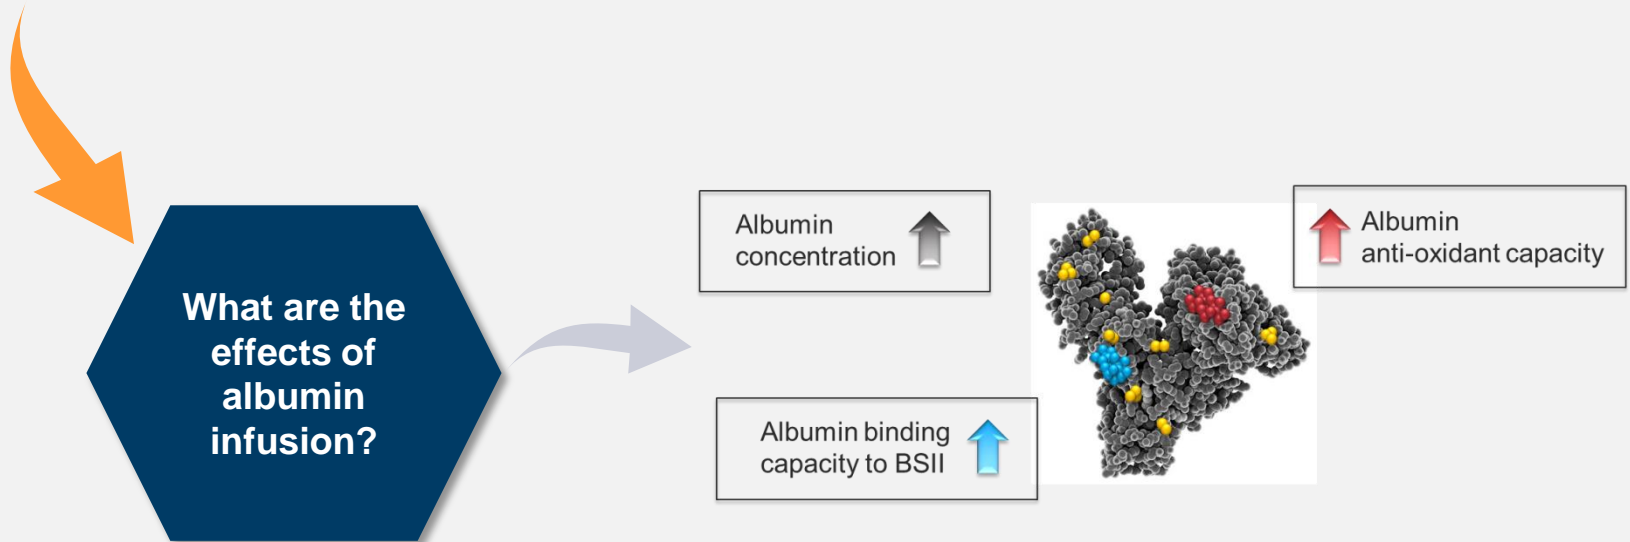 What are the
effects of
albumin
infusion?
Albumin
concentration
Albumin
anti-oxidant capacity
Albumin binding
capacity to BSII